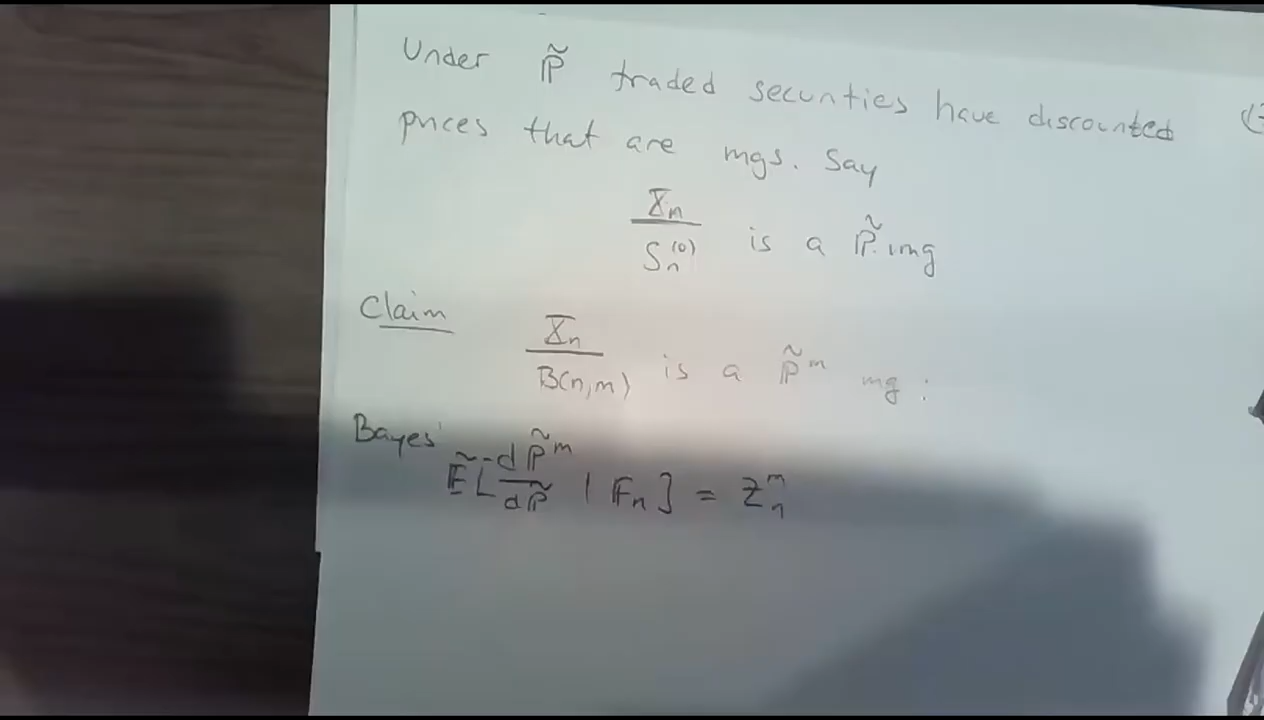 Under P̃ traded securities have discounted
prices that are mgs. Say
X_n / S_n^(0) is a P̃ mg
Claim X_n / B(n,m) is a P̃^m mg:
Bayes'
Ẽ[dP̃^m / dP̃ | F_n] = Z_n^m